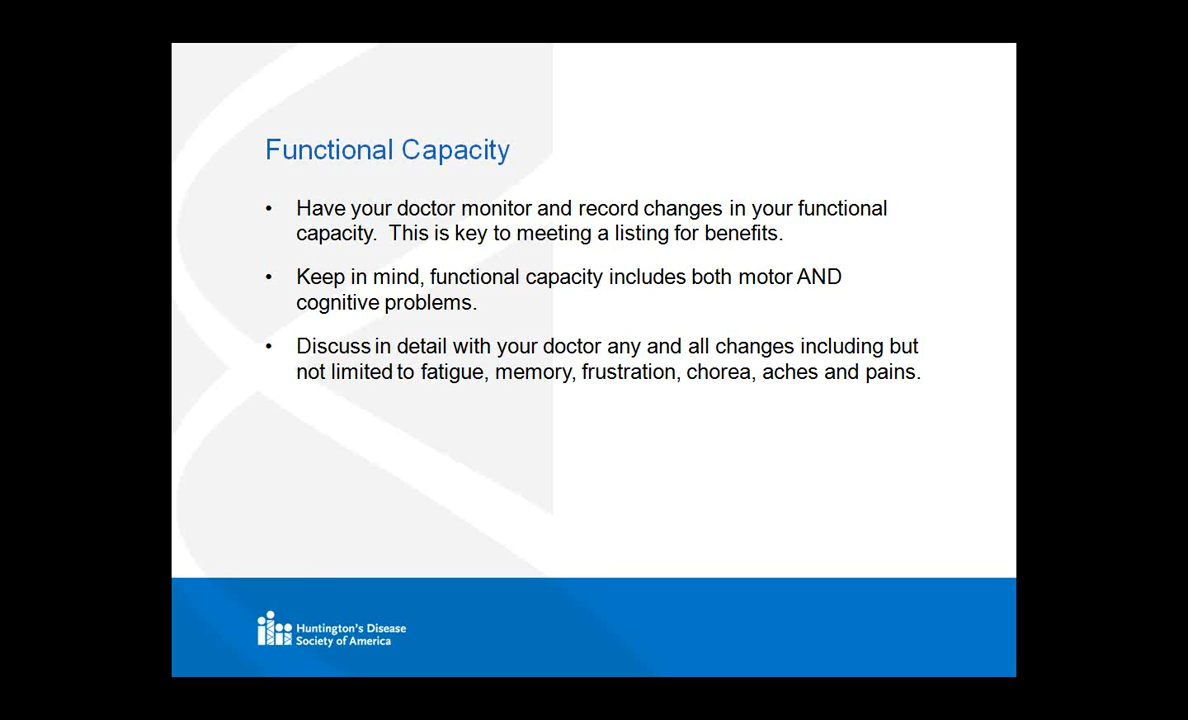 Functional Capacity
• Have your doctor monitor and record changes in your functional
capacity.  This is key to meeting a listing for benefits.
• Keep in mind, functional capacity includes both motor AND
cognitive problems.
• Discuss in detail with your doctor any and all changes including but
not limited to fatigue, memory, frustration, chorea, aches and pains.
Huntington's Disease
Society of America